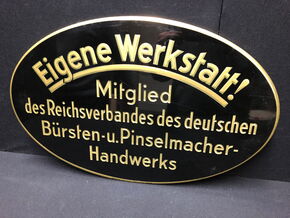 Eigene Werkstatt!
Mitglied
des Reichsverbandes des deutschen
Bürsten-u.Pinselmacher-
Handwerks